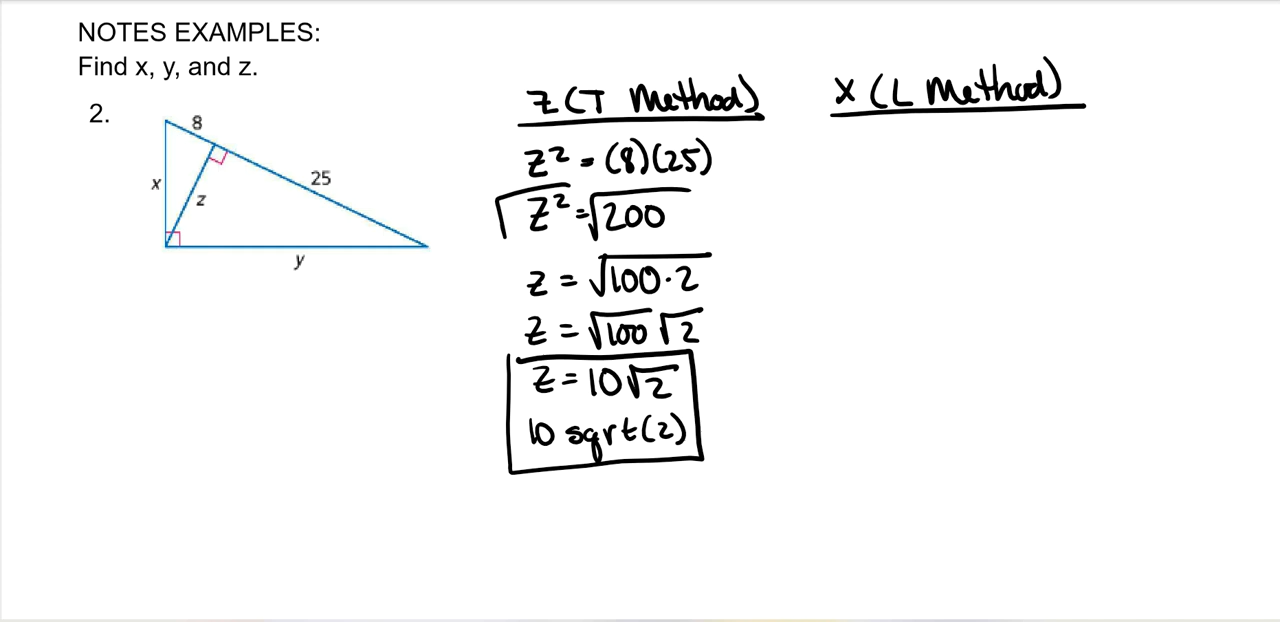 NOTES EXAMPLES:
Find x, y, and z.
2.
8
25
x
z
y
z (T Method)
z² = (8)(25)
√z² = √200
z = √100·2
z = √100 √2
z = 10√2
10 sqrt(2)
x (L Method)